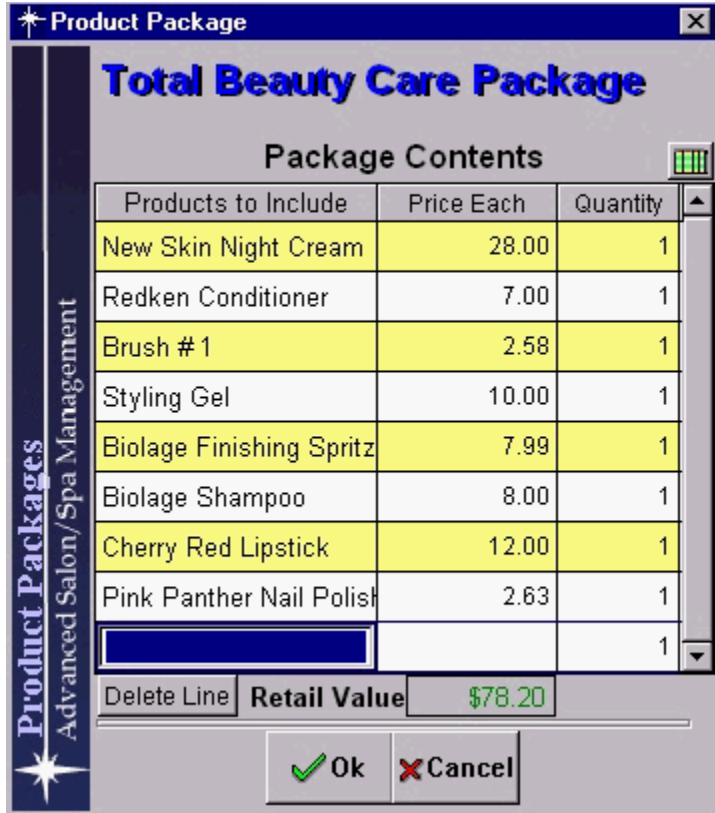 Product Package
Total Beauty Care Package
Package Contents
Products to Include Price Each Quantity
New Skin Night Cream 28.00 1
Redken Conditioner 7.00 1
Brush #1 2.58 1
Styling Gel 10.00 1
Biolage Finishing Spritz 7.99 1
Biolage Shampoo 8.00 1
Cherry Red Lipstick 12.00 1
Pink Panther Nail Polish 2.63 1
1
Delete Line Retail Value $78.20
Ok Cancel
Product Packages
Advanced Salon/Spa Management